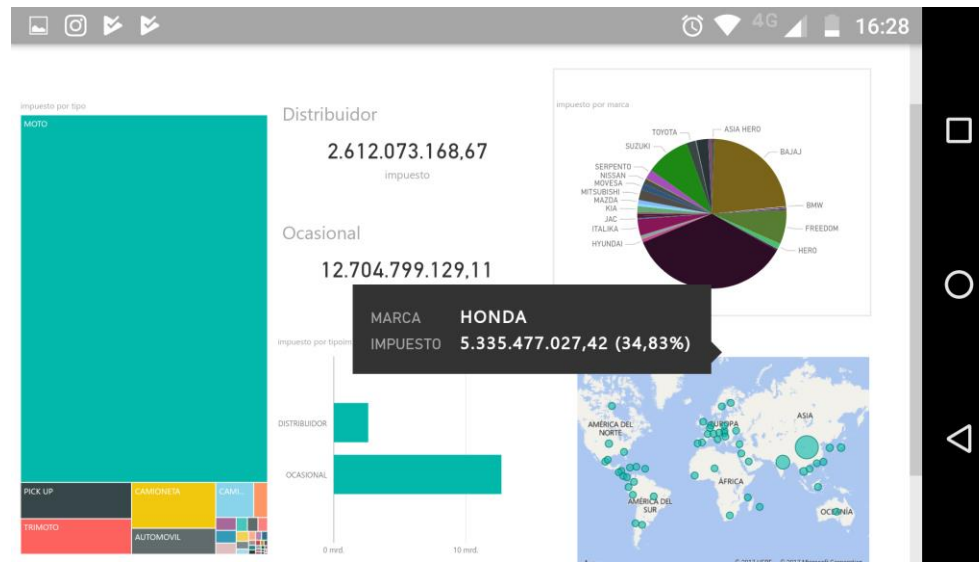 4G 16:28
impuesto por tipo
MOTO
PICK UP
CAMIONETA
CAMI...
TRIMOTO
AUTOMOVIL
Distribuidor
2.612.073.168,67
impuesto
Ocasional
12.704.799.129,11
impuesto por marca
TOYOTA
ASIA HERO
SUZUKI
BAJAJ
SERPENTO
NISSAN
MOVESA
MITSUBISHI
MAZDA
BMW
KIA
JAC
FREEDOM
ITALIKA
HYUNDAI
HERO
MARCA HONDA
IMPUESTO 5.335.477.027,42 (34,83%)
DISTRIBUIDOR
OCASIONAL
0 mrd. 10 mrd.
AMÉRICA DEL
NORTE
EUROPA
ASIA
ÁFRICA
AMÉRICA DEL
SUR
OCEANÍA